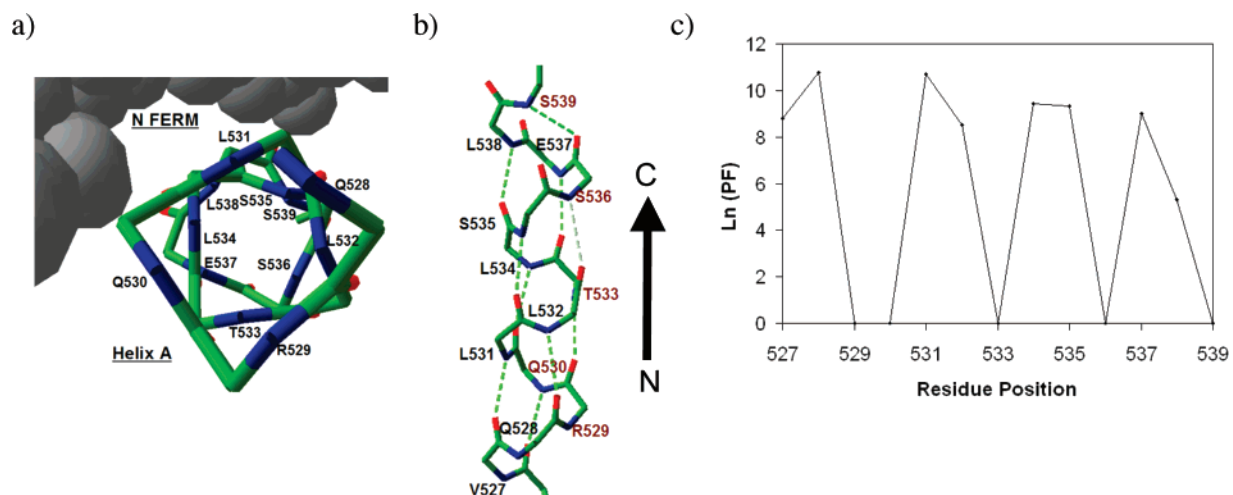 a)
N FERM
L531
Q528
L538
S535
S539
L534
L532
E537
S536
Q530
T533
R529
Helix A
b)
S539
L538
E537
S536
S535
L534
T533
L532
L531
Q530
Q528
R529
V527
C
N
c)
Ln (PF)
12
10
8
6
4
2
0
527
529
531
533
535
537
539
Residue Position